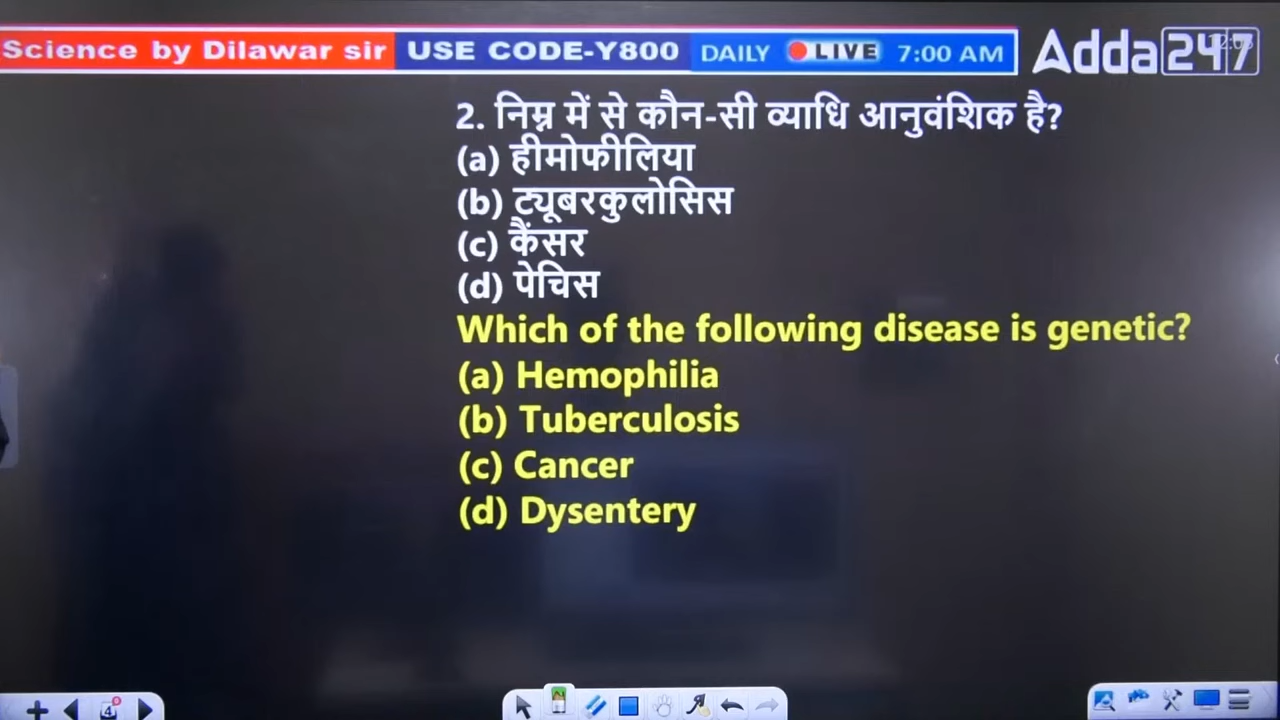 Science by Dilawar sir USE CODE-Y800 DAILY LIVE 7:00 AM Adda247
2. निम्न में से कौन-सी व्याधि आनुवंशिक है?
(a) हीमोफीलिया
(b) ट्यूबरकुलोसिस
(c) कैंसर
(d) पेचिस
Which of the following disease is genetic?
(a) Hemophilia
(b) Tuberculosis
(c) Cancer
(d) Dysentery
4